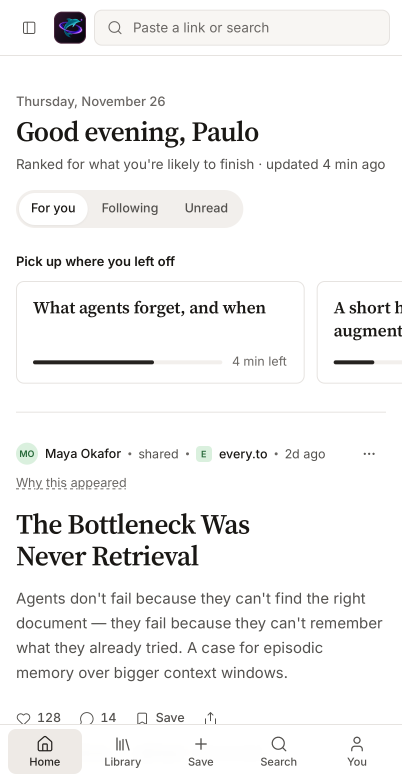 Paste a link or search
Thursday, November 26
Good evening, Paulo
Ranked for what you're likely to finish · updated 4 min ago
For you
Following
Unread
Pick up where you left off
What agents forget, and when
4 min left
A short h
augment
MO Maya Okafor • shared • E every.to • 2d ago
Why this appeared
The Bottleneck Was
Never Retrieval
Agents don't fail because they can't find the right
document — they fail because they can't remember
what they already tried. A case for episodic
memory over bigger context windows.
128
14
Save
Home
Library
Save
Search
You